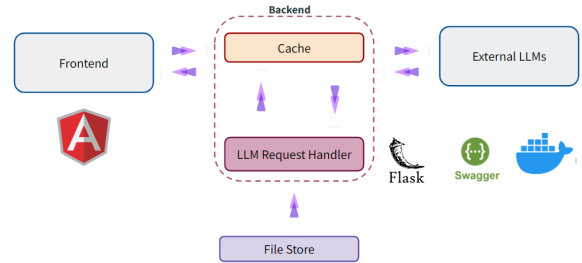 Backend
Frontend
Cache
External LLMs
A
LLM Request Handler
Flask
{··}
Swagger
File Store